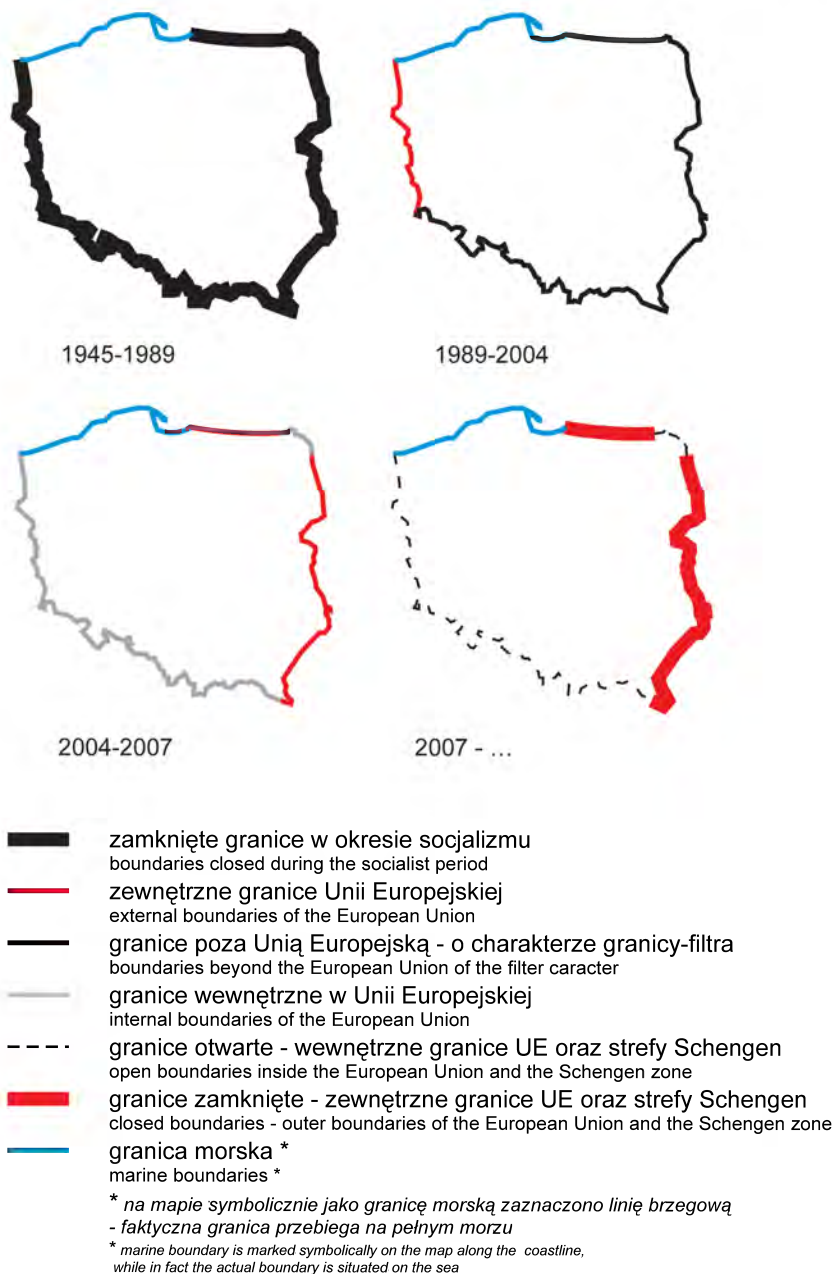 1945-1989
1989-2004
2004-2007
2007 - ...
zamknięte granice w okresie socjalizmu
boundaries closed during the socialist period
zewnętrzne granice Unii Europejskiej
external boundaries of the European Union
granice poza Unią Europejską - o charakterze granicy-filtra
boundaries beyond the European Union of the filter caracter
granice wewnętrzne w Unii Europejskiej
internal boundaries of the European Union
granice otwarte - wewnętrzne granice UE oraz strefy Schengen
open boundaries inside the European Union and the Schengen zone
granice zamknięte - zewnętrzne granice UE oraz strefy Schengen
closed boundaries - outer boundaries of the European Union and the Schengen zone
granica morska *
marine boundaries *
* na mapie symbolicznie jako granicę morską zaznaczono linię brzegową
- faktyczna granica przebiega na pełnym morzu
* marine boundary is marked symbolically on the map along the coastline,
while in fact the actual boundary is situated on the sea